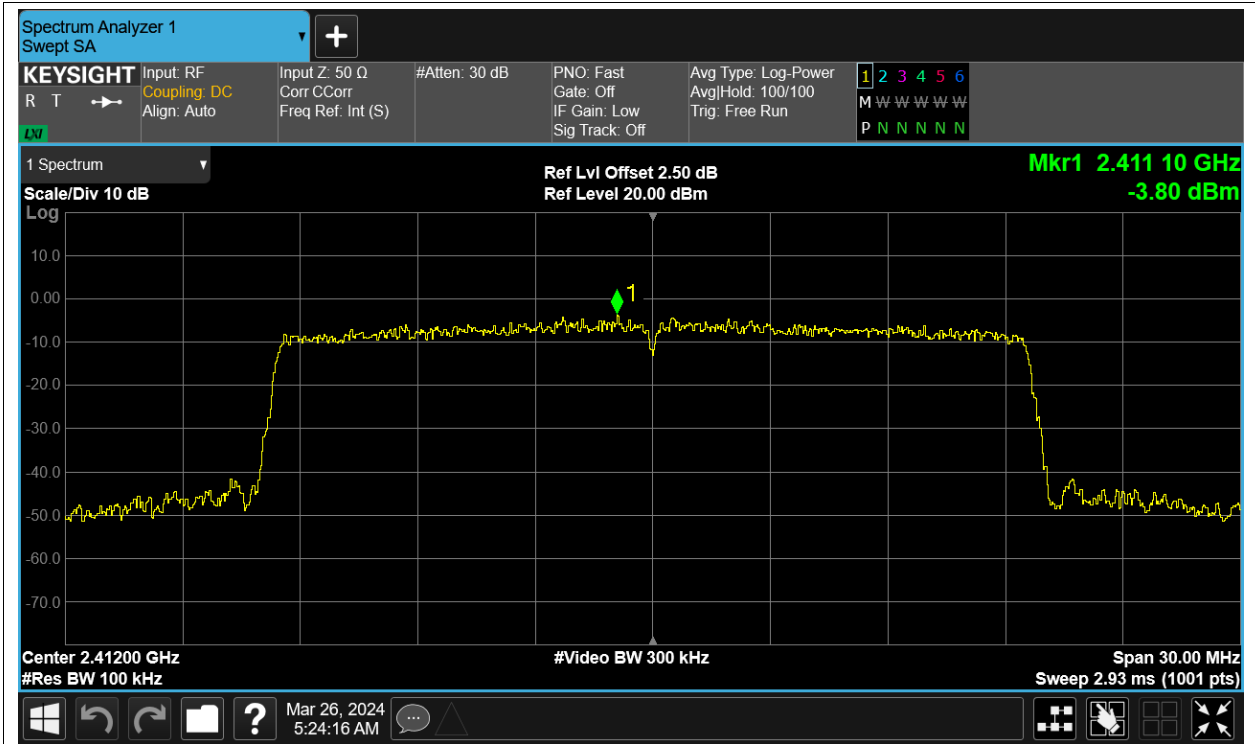 Spectrum Analyzer 1
Swept SA
KEYSIGHT Input: RF Input Z: 50 Ω #Atten: 30 dB PNO: Fast Avg Type: Log-Power 1 2 3 4 5 6
R T Coupling: DC Corr CCorr Gate: Off Avg|Hold: 100/100 M W W W W W
Align: Auto Freq Ref: Int (S) IF Gain: Low Trig: Free Run
LXI Sig Track: Off P N N N N N
1 Spectrum Ref Lvl Offset 2.50 dB Mkr1 2.411 10 GHz
Scale/Div 10 dB Ref Level 20.00 dBm -3.80 dBm
Log
10.0
0.00 1
-10.0
-20.0
-30.0
-40.0
-50.0
-60.0
-70.0
Center 2.41200 GHz #Video BW 300 kHz Span 30.00 MHz
#Res BW 100 kHz Sweep 2.93 ms (1001 pts)
? Mar 26, 2024
5:24:16 AM